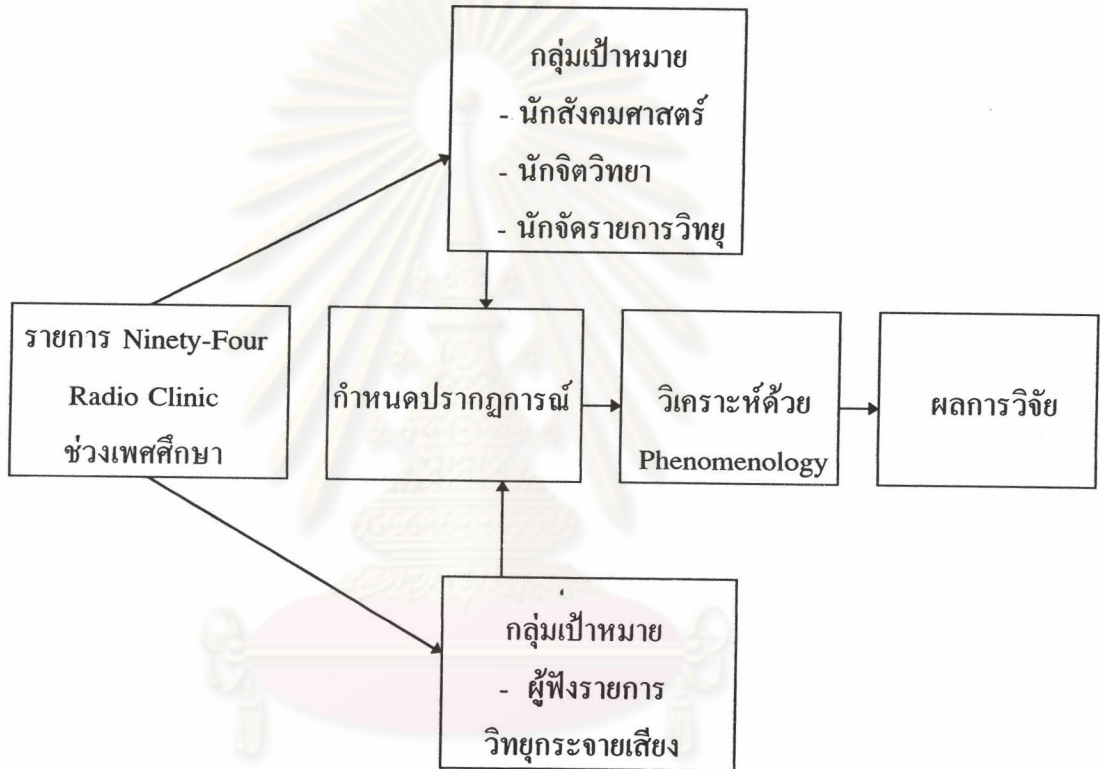 กลุ่มเป้าหมาย
- นักสังคมศาสตร์
- นักจิตวิทยา
- นักจัดรายการวิทยุ
รายการ Ninety-Four
Radio Clinic
ช่วงเพศศึกษา
กำหนดปรากฏการณ์
วิเคราะห์ด้วย
Phenomenology
ผลการวิจัย
กลุ่มเป้าหมาย
- ผู้ฟังรายการ
วิทยุกระจายเสียง